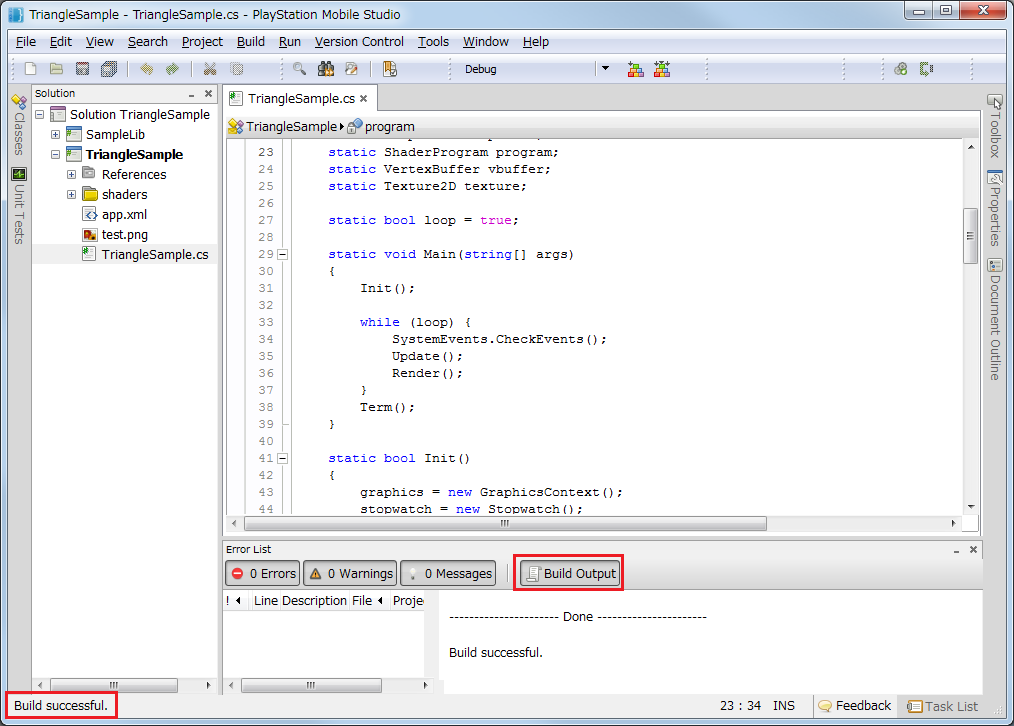 TriangleSample - TriangleSample.cs - PlayStation Mobile Studio
File Edit View Search Project Build Run Version Control Tools Window Help
Debug
Classes
Unit Tests
Solution
Solution TriangleSample
SampleLib
TriangleSample
References
shaders
app.xml
test.png
TriangleSample.cs
TriangleSample.cs
TriangleSample program
23 static ShaderProgram program;
24 static VertexBuffer vbuffer;
25 static Texture2D texture;
26
27 static bool loop = true;
28
29 static void Main(string[] args)
30 {
31 Init();
32
33 while (loop) {
34 SystemEvents.CheckEvents();
35 Update();
36 Render();
37 }
38 Term();
39 }
40
41 static bool Init()
42 {
43 graphics = new GraphicsContext();
44 stopwatch = new Stopwatch();
Toolbox
Properties
Document Outline
Error List
0 Errors 0 Warnings 0 Messages Build Output
! Line Description File Proje
---------------------- Done ----------------------
Build successful.
Build successful.
23 : 34 INS Feedback Task List